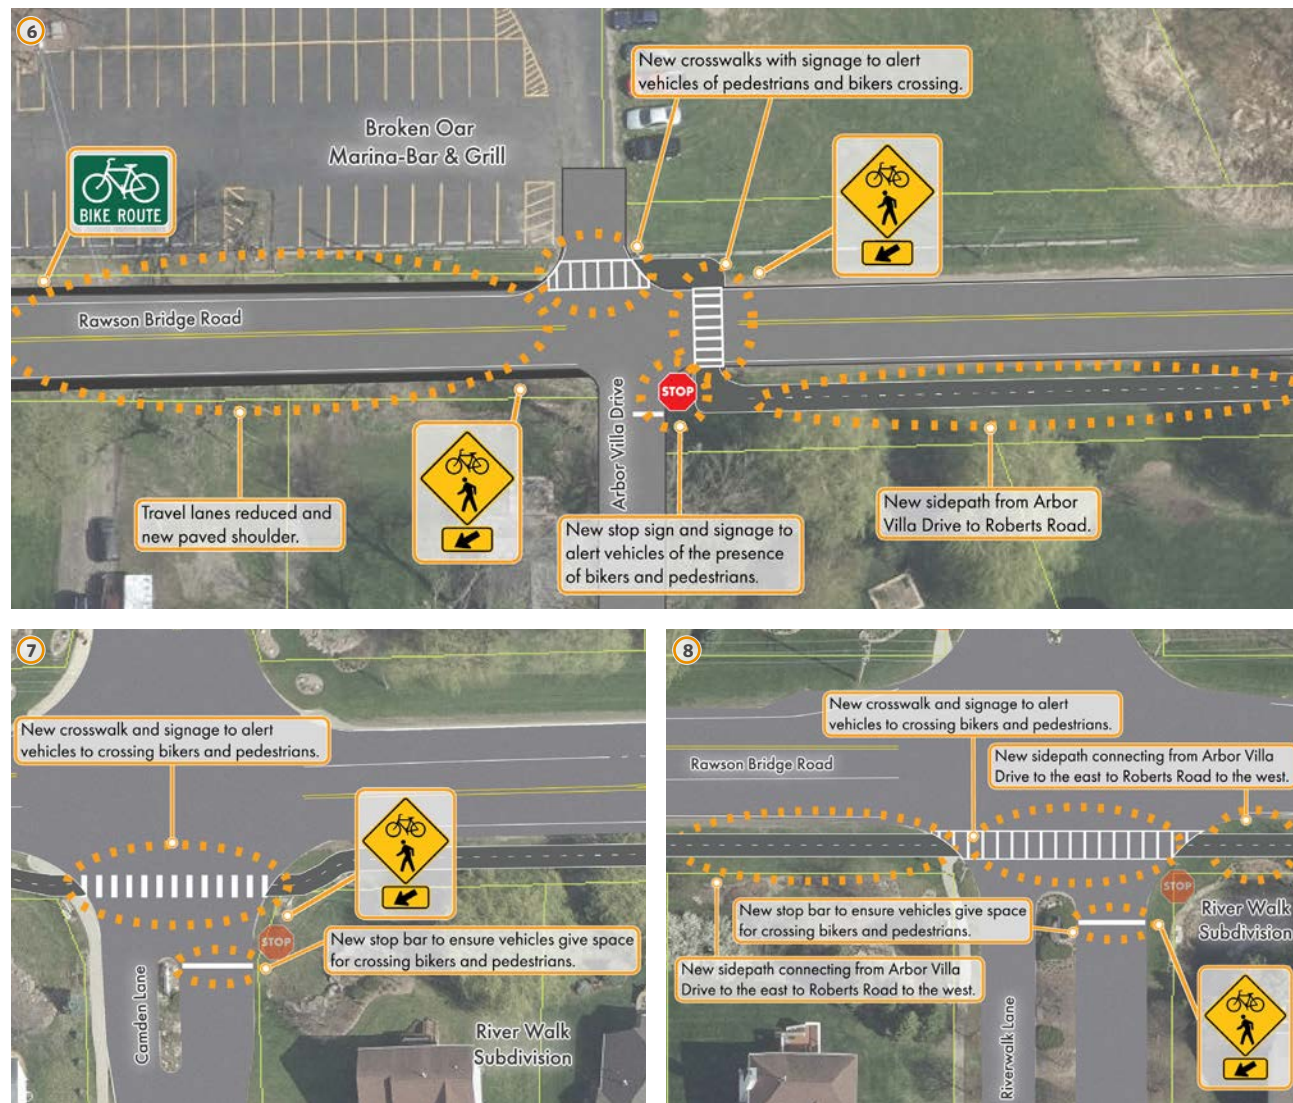 6
New crosswalks with signage to alert
vehicles of pedestrians and bikers crossing.
Broken Oar
Marina-Bar & Grill
BIKE ROUTE
Rawson Bridge Road
STOP
Arbor Villa Drive
Travel lanes reduced and
new paved shoulder.
New stop sign and signage to
alert vehicles of the presence
of bikers and pedestrians.
New sidepath from Arbor
Villa Drive to Roberts Road.
7
New crosswalk and signage to alert
vehicles to crossing bikers and pedestrians.
STOP
New stop bar to ensure vehicles give space
for crossing bikers and pedestrians.
Camden Lane
River Walk
Subdivision
8
New crosswalk and signage to alert
vehicles to crossing bikers and pedestrians.
Rawson Bridge Road
New sidepath connecting from Arbor Villa
Drive to the east to Roberts Road to the west.
STOP
New stop bar to ensure vehicles give space
for crossing bikers and pedestrians.
River Walk
Subdivision
New sidepath connecting from Arbor Villa
Drive to the east to Roberts Road to the west.
Riverwalk Lane